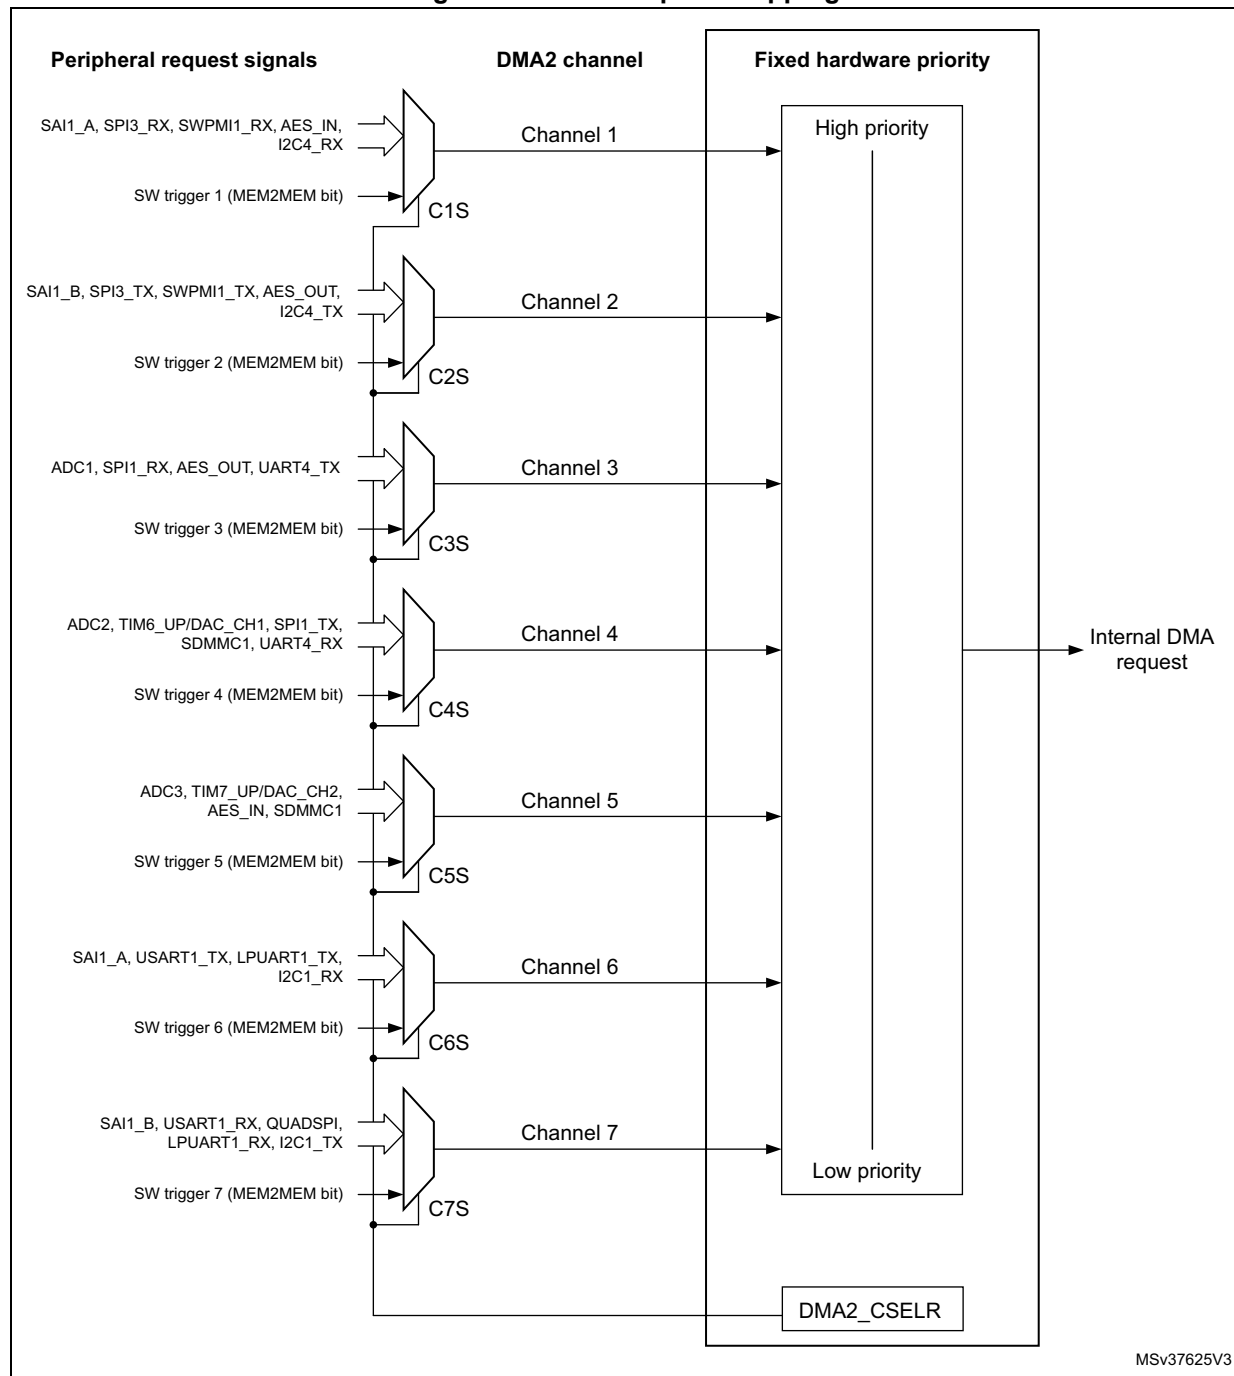 Peripheral request signals
DMA2 channel
Fixed hardware priority
High priority
SAI1_A, SPI3_RX, SWPMI1_RX, AES_IN,
I2C4_RX
Channel 1
SW trigger 1 (MEM2MEM bit)
C1S
SAI1_B, SPI3_TX, SWPMI1_TX, AES_OUT,
I2C4_TX
Channel 2
SW trigger 2 (MEM2MEM bit)
C2S
ADC1, SPI1_RX, AES_OUT, UART4_TX
Channel 3
SW trigger 3 (MEM2MEM bit)
C3S
ADC2, TIM6_UP/DAC_CH1, SPI1_TX,
SDMMC1, UART4_RX
Channel 4
SW trigger 4 (MEM2MEM bit)
C4S
Internal DMA
request
ADC3, TIM7_UP/DAC_CH2,
AES_IN, SDMMC1
Channel 5
SW trigger 5 (MEM2MEM bit)
C5S
SAI1_A, USART1_TX, LPUART1_TX,
I2C1_RX
Channel 6
SW trigger 6 (MEM2MEM bit)
C6S
SAI1_B, USART1_RX, QUADSPI,
LPUART1_RX, I2C1_TX
Channel 7
SW trigger 7 (MEM2MEM bit)
C7S
Low priority
DMA2_CSELR
MSv37625V3